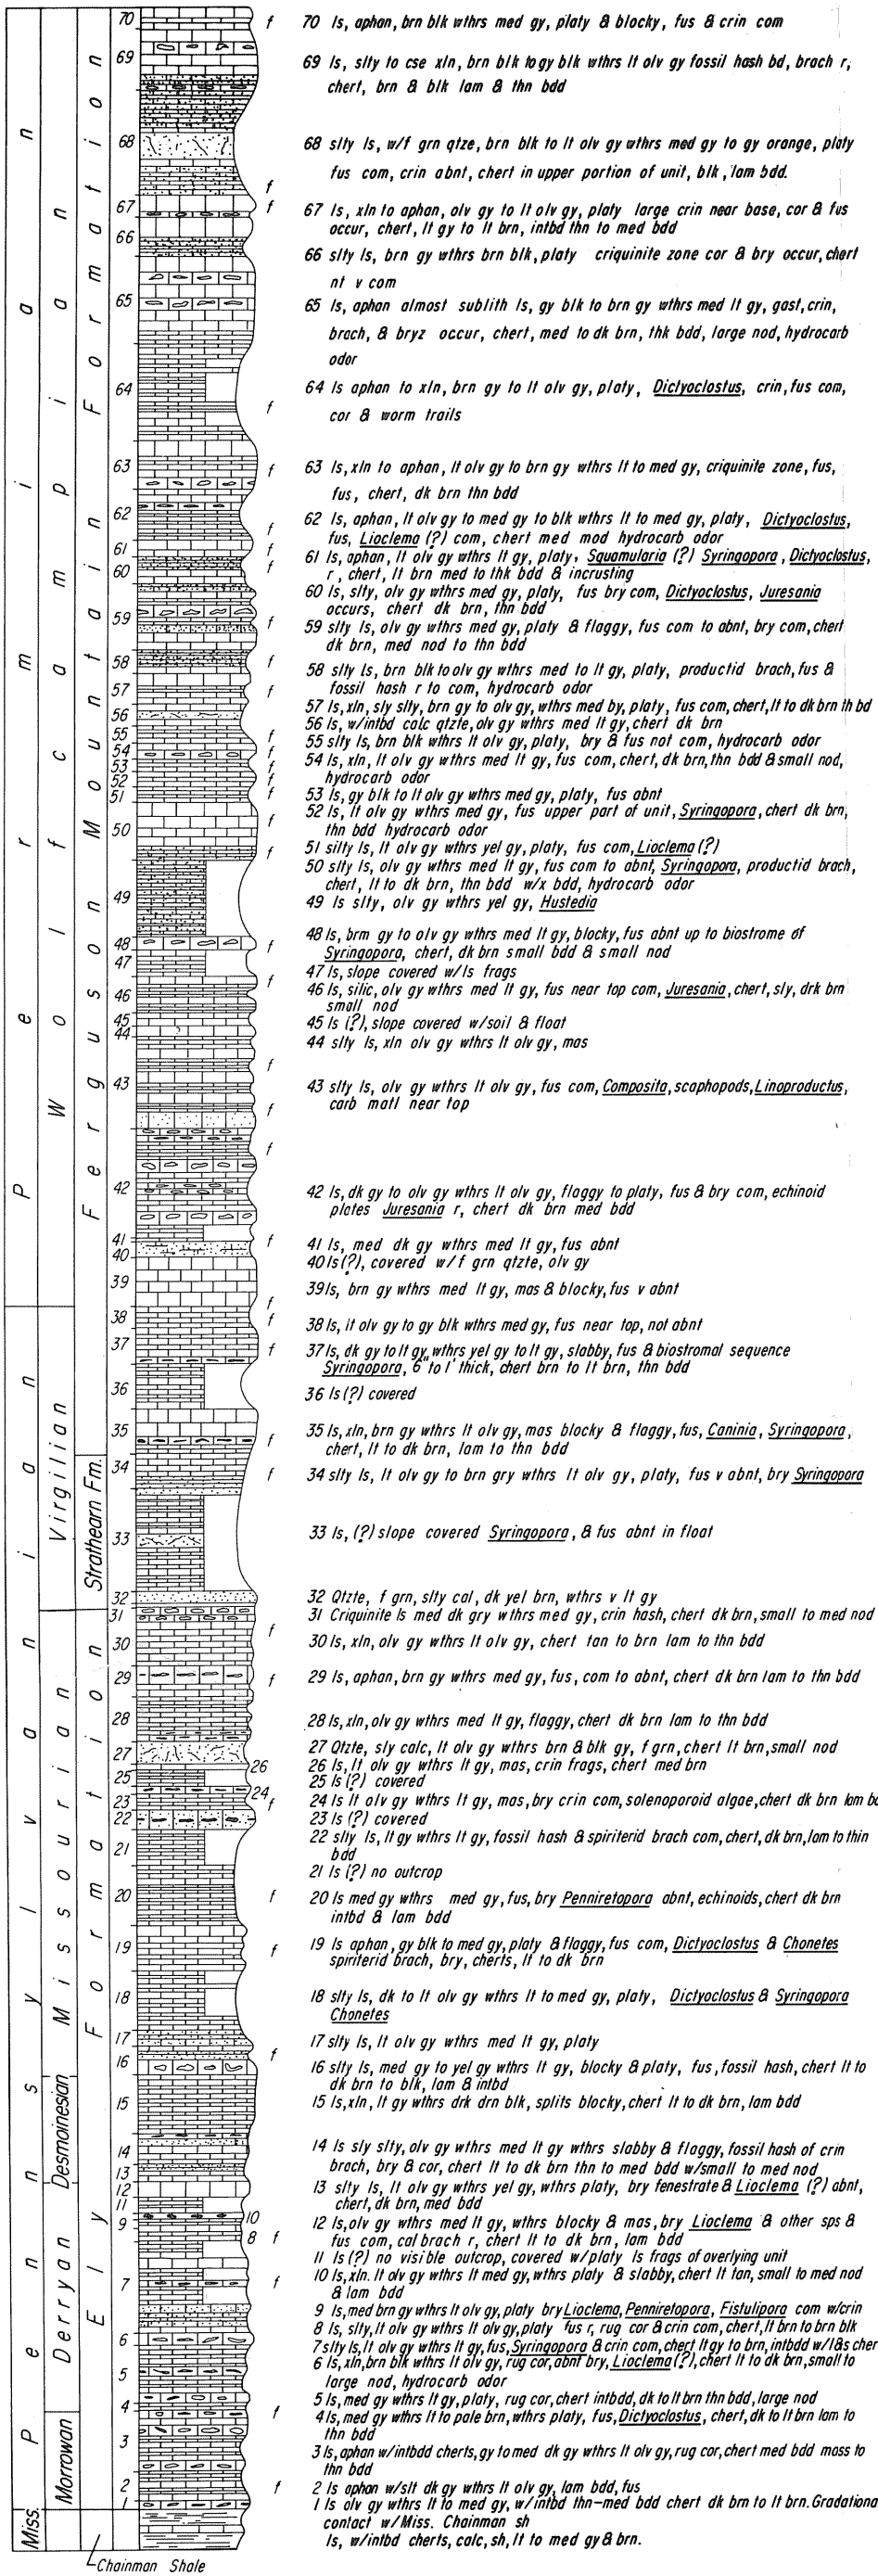 70 ls, aphan, brn blk wthrs med gy, platy & blocky, fus & crin com
69 ls, slty to cse xln, brn blk to gy blk wthrs lt olv gy fossil hash bd, brach r,
chert, brn & blk lam & thn bdd
68 slty ls, w/f grn qtze, brn blk to lt olv gy wthrs med gy to gy orange, platy
fus com, crin abnt, chert in upper portion of unit, blk, lam bdd.
67 ls, xln to aphan, olv gy to lt olv gy, platy large crin near base, cor & fus
occur, chert, lt gy to lt brn, intbd thn to med bdd
66 slty ls, brn gy wthrs brn blk, platy criquinite zone cor & bry occur, chert
nt v com
65 ls, aphan almost sublith ls, gy blk to brn gy wthrs med lt gy, gast, crin,
brach, & bryz occur, chert, med to dk brn, thk bdd, large nod, hydrocarb
odor
64 ls aphan to xln, brn gy to lt olv gy, platy, Dictyoclostus, crin, fus com,
cor & worm trails
63 ls, xln to aphan, lt olv gy to brn gy wthrs lt to med gy, criquinite zone, fus,
fus, chert, dk brn thn bdd
62 ls, aphan, lt olv gy to med gy to blk wthrs lt to med gy, platy, Dictyoclostus,
fus, Lioclema (?) com, chert med mod hydrocarb odor
61 ls, aphan, lt olv gy wthrs lt gy, platy, Squamularia (?) Syringopora, Dictyoclostus,
r, chert, lt brn med to thk bdd & incrusting
60 ls, slty, olv gy wthrs med gy, platy, fus bry com, Dictyoclostus, Juresania
occurs, chert dk brn, thn bdd
59 slty ls, olv gy wthrs med gy, platy & flaggy, fus com to abnt, bry com, chert
dk brn, med nod to thn bdd
58 slty ls, brn blk to olv gy wthrs med to lt gy, platy, productid brach, fus &
fossil hash r to com, hydrocarb odor
57 ls, xln, sly slty, brn gy to olv gy, wthrs med by, platy, fus com, chert, lt to dk brn th bd
56 ls, w/intbd calc qtzte, olv gy wthrs med lt gy, chert dk brn
55 slty ls, brn blk wthrs lt olv gy, platy, bry & fus not com, hydrocarb odor
54 ls, xln, lt olv gy wthrs med lt gy, fus com, chert, dk brn, thn bdd & small nod,
hydrocarb odor
53 ls, gy blk to lt olv gy wthrs med gy, platy, fus abnt
52 ls, lt olv gy wthrs med gy, fus upper part of unit, Syringopora, chert dk brn,
thn bdd hydrocarb odor
51 silty ls, lt olv gy wthrs yel gy, platy, fus com, Lioclema (?)
50 slty ls, olv gy wthrs med lt gy, fus com to abnt, Syringopora, productid brach,
chert, lt to dk brn, thn bdd w/x bdd, hydrocarb odor
49 ls slty, olv gy wthrs yel gy, Hustedia
48 ls, brm gy to olv gy wthrs med lt gy, blocky, fus abnt up to biostrome of
Syringopora, chert, dk brn small bdd & small nod
47 ls, slope covered w/ls frags
46 ls, silic, olv gy wthrs med lt gy, fus near top com, Juresania, chert, sly, drk brn
small nod
45 ls (?), slope covered w/soil & float
44 slty ls, xln olv gy wthrs lt olv gy, mas
43 slty ls, olv gy wthrs lt olv gy, fus com, Composita, scaphopods, Linoproductus,
carb matl near top
42 ls, dk gy to olv gy wthrs lt olv gy, flaggy to platy, fus & bry com, echinoid
plates Juresania r, chert dk brn med bdd
41 ls, med dk gy wthrs med lt gy, fus abnt
40 ls (?), covered w/f grn qtzte, olv gy
39 ls, brn gy wthrs med lt gy, mas & blocky, fus v abnt
38 ls, it olv gy to gy blk wthrs med gy, fus near top, not abnt
37 ls, dk gy to lt gy, wthrs yel gy to lt gy, slabby, fus & biostromal sequence
Syringopora, 6" to 1' thick, chert brn to lt brn, thn bdd
36 ls (?) covered
35 ls, xln, brn gy wthrs lt olv gy, mas blocky & flaggy, fus, Caninia, Syringopora,
chert, lt to dk brn, lam to thn bdd
34 slty ls, lt olv gy to brn gry wthrs lt olv gy, platy, fus v abnt, bry Syringopora
33 ls, (?) slope covered Syringopora, & fus abnt in float
32 Qtzte, f grn, slty cal, dk yel brn, wthrs v lt gy
31 Criquinite ls med dk gry wthrs med gy, crin hash, chert dk brn, small to med nod
30 ls, xln, olv gy wthrs lt olv gy, chert tan to brn lam to thn bdd
29 ls, aphan, brn gy wthrs med gy, fus, com to abnt, chert dk brn lam to thn bdd
28 ls, xln, olv gy wthrs med lt gy, flaggy, chert dk brn lam to thn bdd
27 Qtzte, sly calc, lt olv gy wthrs brn & blk gy, f grn, chert lt brn, small nod
26 ls, lt olv gy wthrs lt gy, mas, crin frags, chert med brn
25 ls (?) covered
24 ls lt olv gy wthrs lt gy, mas, bry crin com, solenoporoid algae, chert dk brn lam bd
23 ls (?) covered
22 slty ls, lt gy wthrs lt gy, fossil hash & spiriterid brach com, chert, dk brn, lam to thin
bdd
21 ls (?) no outcrop
20 ls med gy wthrs med gy, fus, bry Penniretopora abnt, echinoids, chert dk brn
intbd & lam bdd
19 ls aphan, gy blk to med gy, platy & flaggy, fus com, Dictyoclostus & Chonetes
spiriterid brach, bry, cherts, lt to dk brn
18 slty ls, dk to lt olv gy wthrs lt to med gy, platy, Dictyoclostus & Syringopora
Chonetes
17 slty ls, lt olv gy wthrs med lt gy, platy
16 slty ls, med gy to yel gy wthrs lt gy, blocky & platy, fus, fossil hash, chert lt to
dk brn to blk, lam & intbd
15 ls, xln, lt gy wthrs drk drn blk, splits blocky, chert lt to dk brn, lam bdd
14 ls sly slty, olv gy wthrs med lt gy wthrs slabby & flaggy, fossil hash of crin
brach, bry & cor, chert lt to dk brn thn to med bdd w/small to med nod
13 slty ls, lt olv gy wthrs yel gy, wthrs platy, bry fenestrate & Lioclema (?) abnt,
chert, dk brn, med bdd
12 ls, olv gy wthrs med lt gy, wthrs blocky & mas, bry Lioclema & other sps &
fus com, cal brach r, chert lt to dk brn, lam bdd
11 ls (?) no visible outcrop, covered w/platy ls frags of overlying unit
10 ls, xln. lt olv gy wthrs lt med gy, wthrs platy & slabby, chert lt tan, small to med nod
& lam bdd
9 ls, med brn gy wthrs lt olv gy, platy bry Lioclema, Penniretopora, Fistulipora com w/crin
8 ls, slty, lt olv gy wthrs lt olv gy, platy fus r, rug cor & crin com, chert, lt brn to brn blk
7 slty ls, lt olv gy wthrs lt gy, fus, Syringopora & crin com, chert lt gy to brn, intbdd w/l&s cher
6 ls, xln, brn blk wthrs lt olv gy, rug cor, abnt bry, Lioclema (?), chert lt to dk brn, small to
large nod, hydrocarb odor
5 ls, med gy wthrs lt gy, platy, rug cor, chert intbdd, dk to lt brn thn bdd, large nod
4 ls, med gy wthrs lt to pale brn, wthrs platy, fus, Dictyoclostus, chert, dk to lt brn lam to
thn bdd
3 ls, aphan w/intbdd cherts, gy to med dk gy wthrs lt olv gy, rug cor, chert med bdd mass to
thn bdd
2 ls aphan w/slt dk gy wthrs lt olv gy, lam bdd, fus
1 ls olv gy wthrs lt to med gy, w/intbd thn-med bdd chert dk brn to lt brn. Gradationa
contact w/Miss. Chainman sh
ls, w/intbd cherts, calc, sh, lt to med gy & brn.
Permian
Pennsylvanian
Miss.
Wolfcampian
Virgilian
Missourian
Desmoinesian
Derryan
Morrowan
Ferguson Mountain Formation
Strathearn Fm.
Ely Formation
Chainman Shale